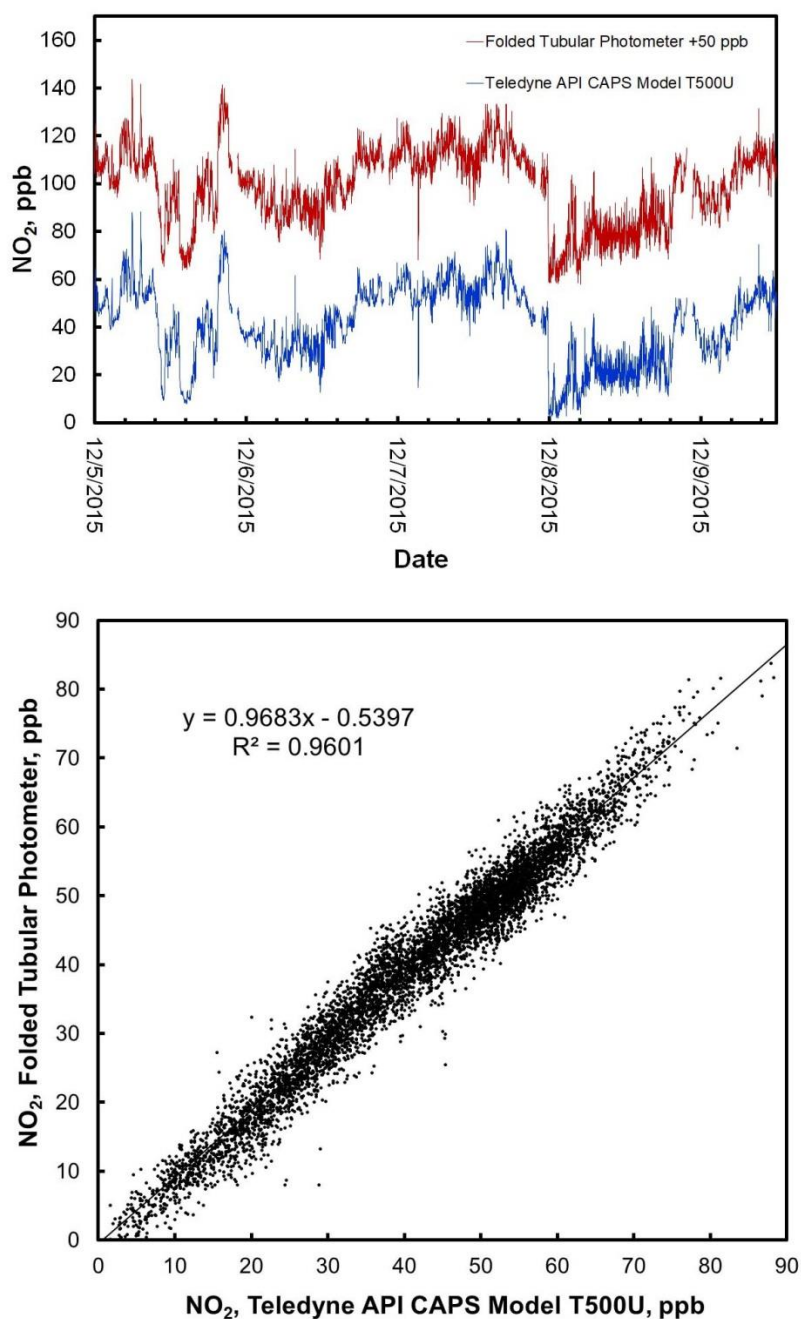 160
140
120
100
80
60
40
20
0
NO₂, ppb
Folded Tubular Photometer +50 ppb
Teledyne API CAPS Model T500U
12/5/2015
12/6/2015
12/7/2015
12/8/2015
12/9/2015
Date
90
80
70
60
50
40
30
20
10
0
NO₂, Folded Tubular Photometer, ppb
y = 0.9683x - 0.5397
R² = 0.9601
0 10 20 30 40 50 60 70 80 90
NO₂, Teledyne API CAPS Model T500U, ppb